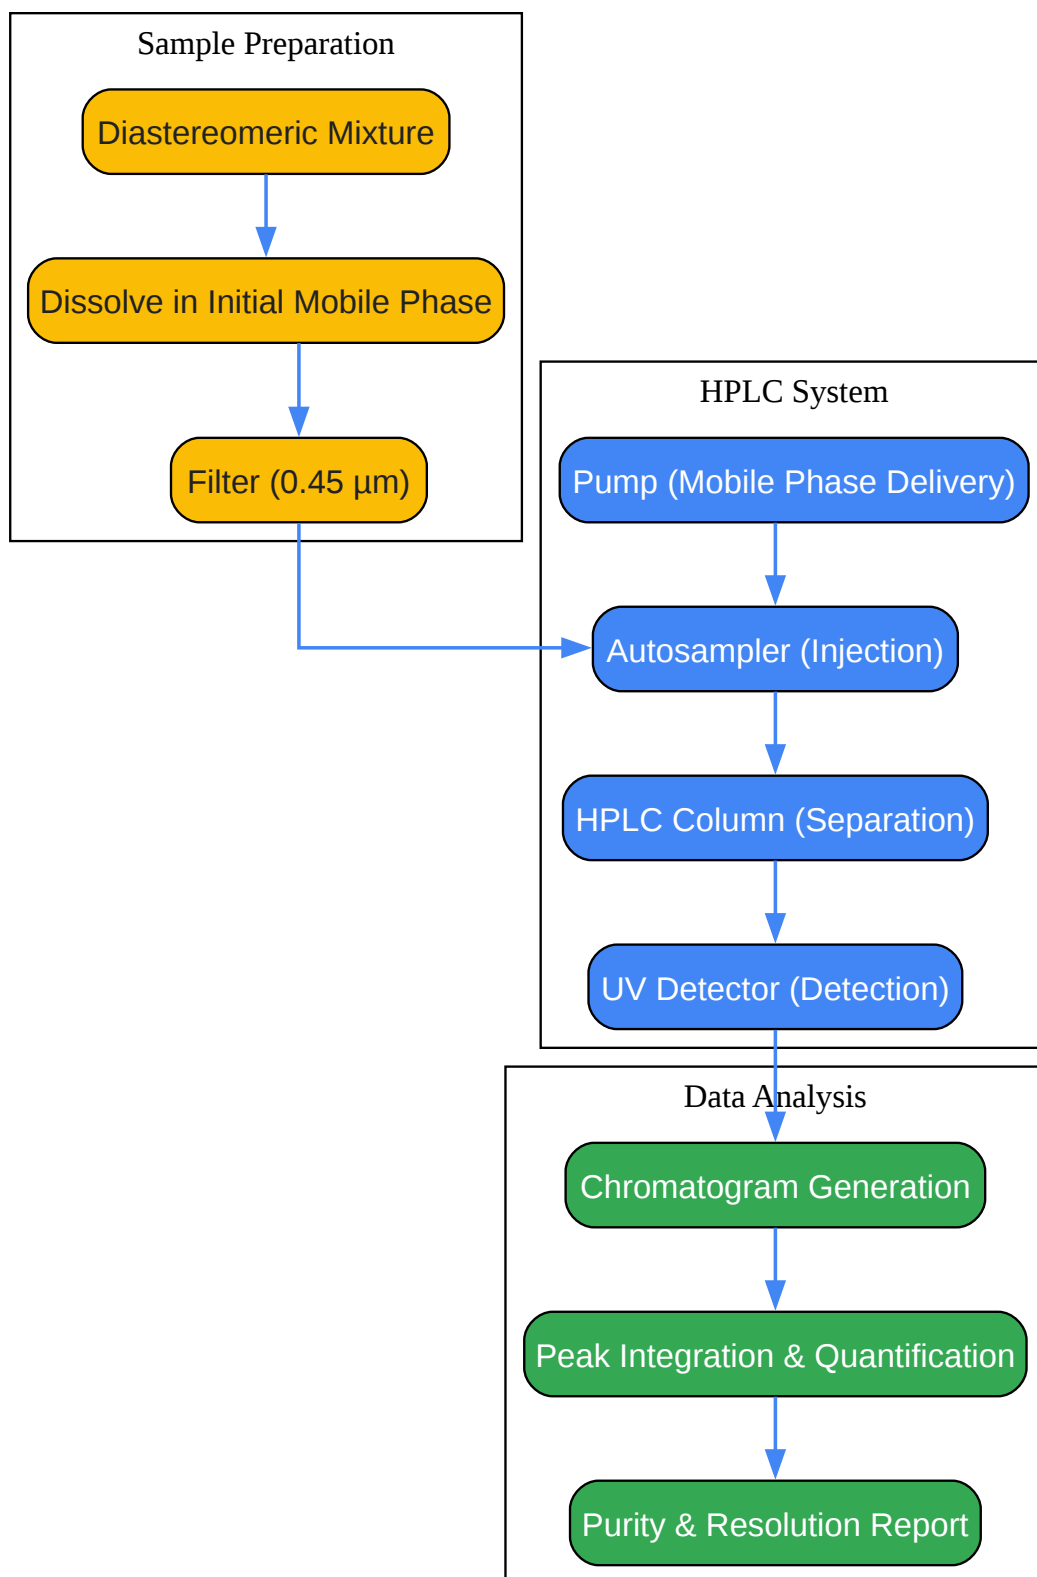 Sample Preparation
Diastereomeric Mixture
Dissolve in Initial Mobile Phase
Filter (0.45 µm)
HPLC System
Pump (Mobile Phase Delivery)
Autosampler (Injection)
HPLC Column (Separation)
UV Detector (Detection)
Data Analysis
Chromatogram Generation
Peak Integration & Quantification
Purity & Resolution Report